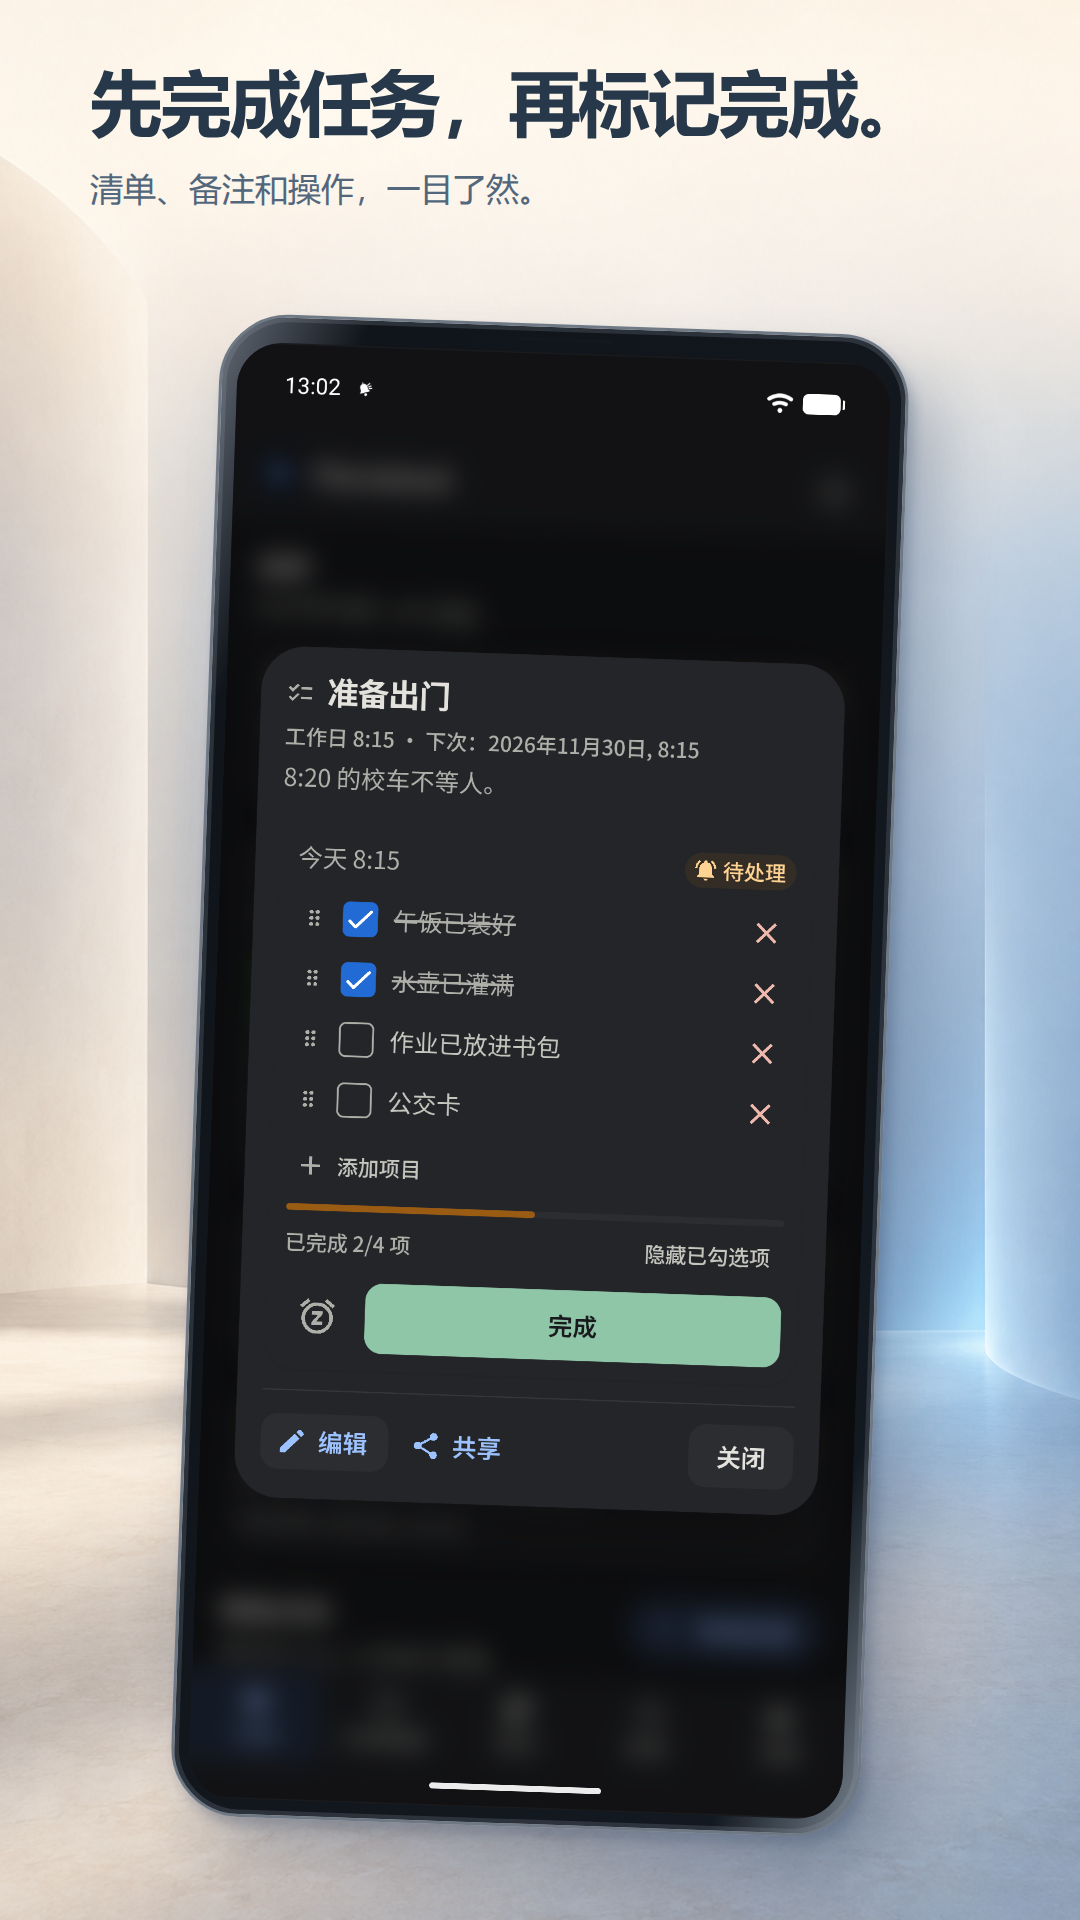 先完成任务，再标记完成。
清单、备注和操作，一目了然。
13:02
准备出门
工作日 8:15 • 下次：2026年11月30日, 8:15
8:20 的校车不等人。
今天 8:15
待处理
午饭已装好
水壶已灌满
作业已放进书包
公交卡
添加项目
已完成 2/4 项
隐藏已勾选项
完成
编辑
共享
关闭